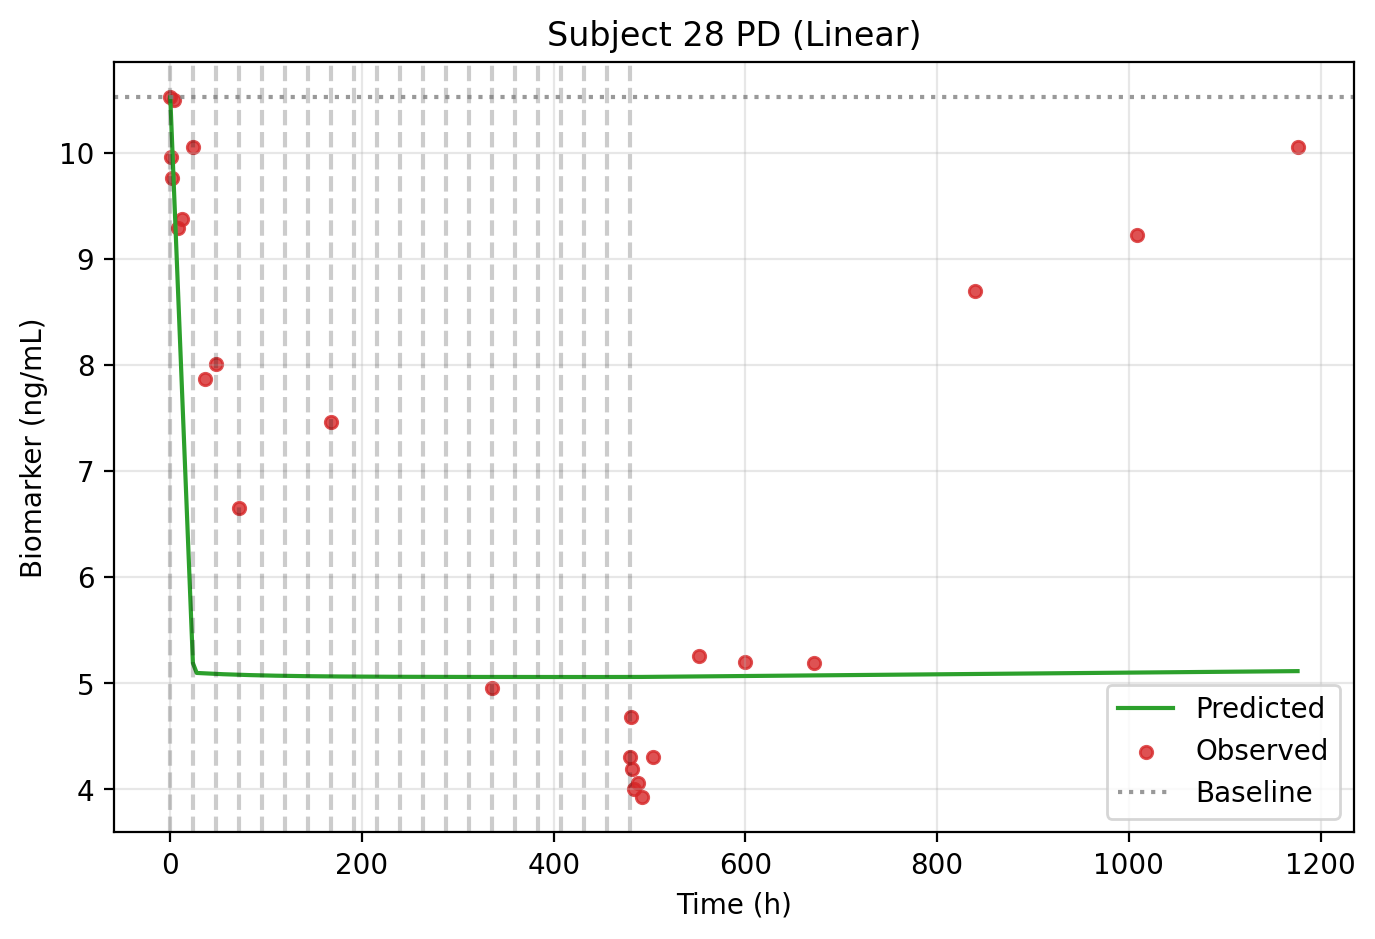 Subject 28 PD (Linear)
Biomarker (ng/mL)
10
9
8
7
6
5
4
Predicted
Observed
Baseline
0
200
400
600
800
1000
1200
Time (h)